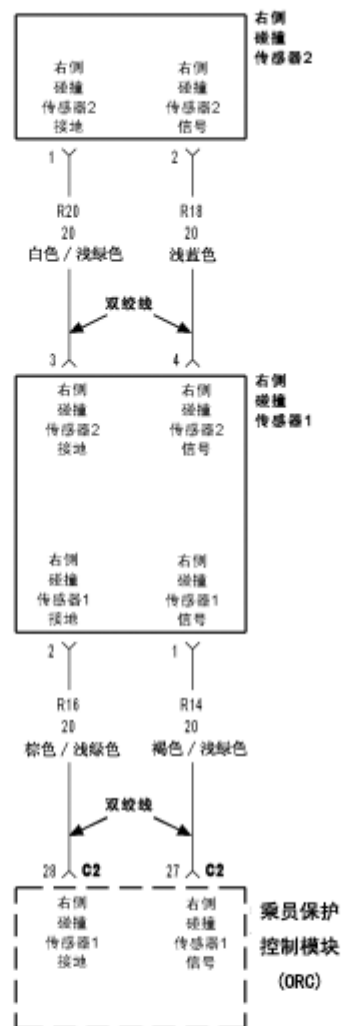 右侧
碰撞
传感器2
右侧 右侧
碰撞 碰撞
传感器2 传感器2
接地 信号
1 2
R20 R18
20 20
白色 / 浅绿色 浅蓝色
双绞线
3 4
右侧
碰撞
传感器1
右侧 右侧
碰撞 碰撞
传感器2 传感器2
接地 信号
右侧 右侧
碰撞 碰撞
传感器1 传感器1
接地 信号
2 1
R16 R14
20 20
棕色 / 浅绿色 褐色 / 浅绿色
双绞线
28 C2 27 C2
右侧 右侧
碰撞 碰撞
传感器1 传感器1
接地 信号
乘员保护
控制模块
(ORC)